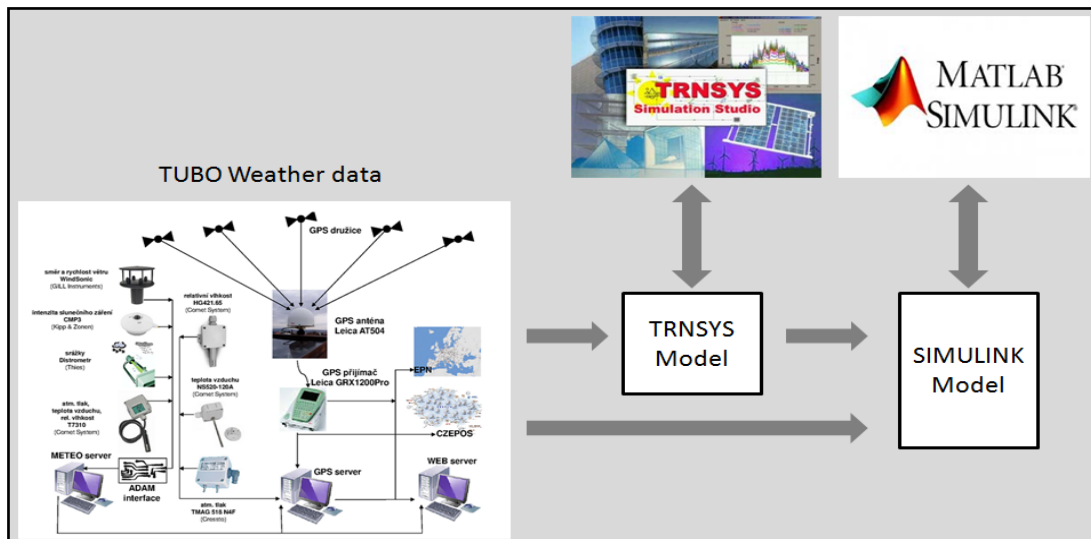 TRNSYS
Simulation Studio
MATLAB
SIMULINK®
TUBO Weather data
GPS družice
směr a rychlost větru
WindSonic
(GILL Instruments)
relativní vlhkost
HG421.65
(Comet System)
intenzita slunečního záření
CMP3
(Kipp & Zonen)
GPS anténa
Leica AT504
srážky
Distrometr
(Thies)
GPS přijímač
Leica GRX1200Pro
EPN
teplota vzduchu
NS520-120A
(Comet System)
atm. tlak,
teplota vzduchu,
rel. vlhkost
T7310
(Comet System)
CZEPOS
METEO server
ADAM
interface
GPS server
WEB server
atm. tlak
TMAG 518 N4F
TRNSYS
Model
SIMULINK
Model